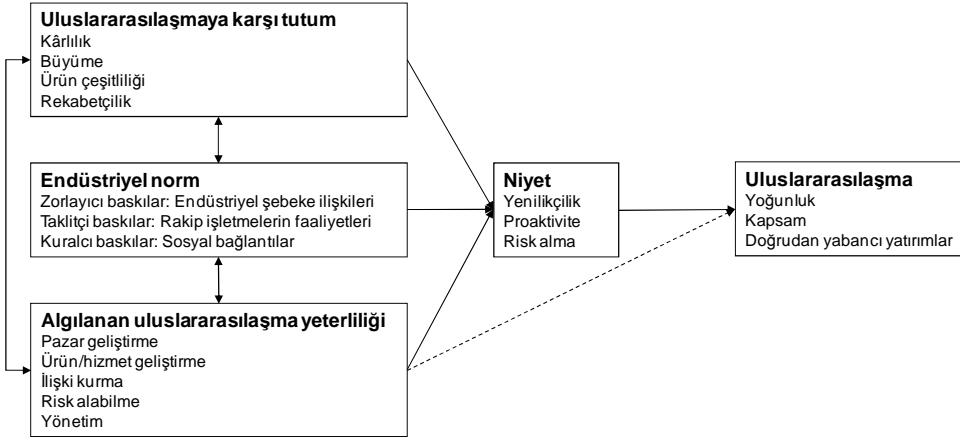 Uluslararasılaşmaya karşı tutum
Kârlılık
Büyüme
Ürün çeşitliliği
Rekabetçilik
Endüstriyel norm
Zorlayıcı baskılar: Endüstriyel şebeke ilişkileri
Taklitçi baskılar: Rakip işletmelerin faaliyetleri
Kuralcı baskılar: Sosyal bağlantılar
Algılanan uluslararasılaşma yeterliliği
Pazar geliştirme
Ürün/hizmet geliştirme
İlişki kurma
Risk alabilme
Yönetim
Niyet
Yenilikçilik
Proaktivite
Risk alma
Uluslararasılaşma
Yoğunluk
Kapsam
Doğrudan yabancı yatırımlar